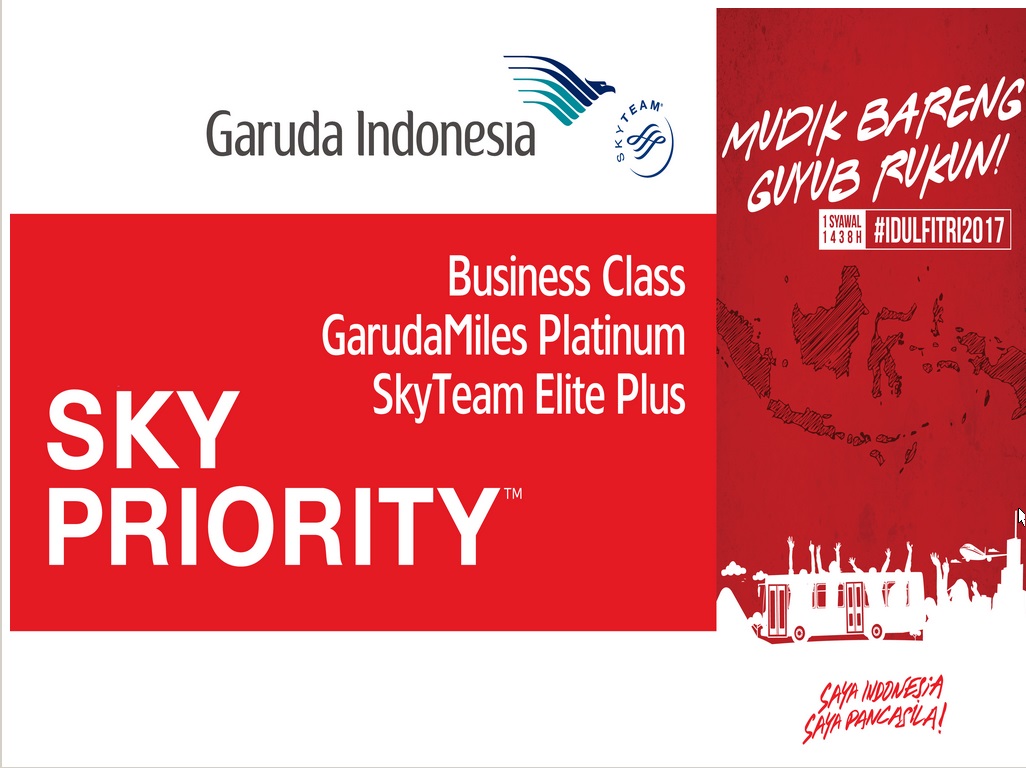 Garuda Indonesia
SKYTEAM
Business Class
GarudaMiles Platinum
SkyTeam Elite Plus
SKY
PRIORITY™
MUDIK BARENG
GUYUB RUKUN!
1 SYAWAL
1438H
#IDULFITRI2017
SAYA INDONESIA
SAYA PANCASILA!